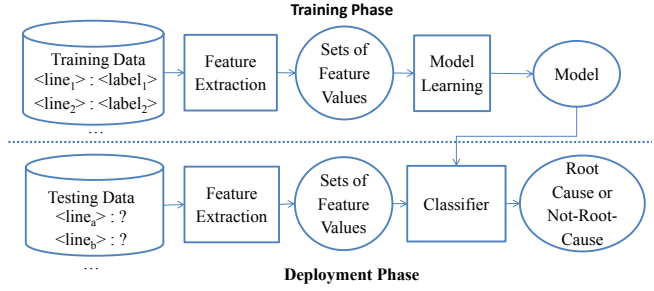 Training Phase
Training Data
<line₁> : <label₁>
<line₂> : <label₂>
…
Feature
Extraction
Sets of
Feature
Values
Model
Learning
Model
Testing Data
<lineₐ> : ?
<line_b> : ?
…
Feature
Extraction
Sets of
Feature
Values
Classifier
Root
Cause or
Not-Root-
Cause
Deployment Phase